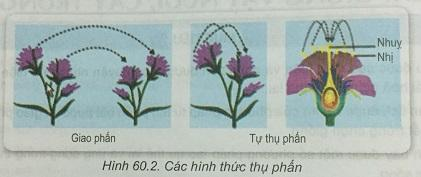 Nhuỵ
Nhị
Giao phấn
Tự thụ phấn
Hình 60.2. Các hình thức thụ phấn